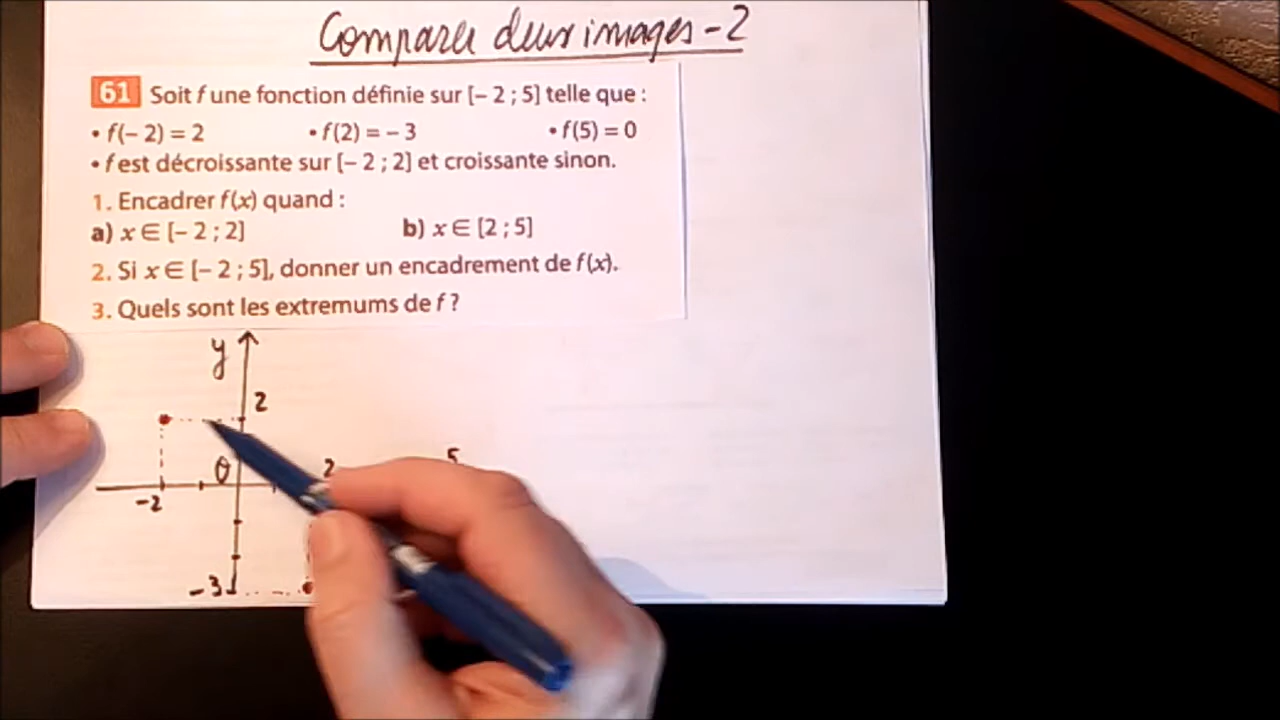 Comparer deux images - 2
61 Soit f une fonction définie sur [– 2 ; 5] telle que :
• f(– 2) = 2 • f(2) = – 3 • f(5) = 0
• f est décroissante sur [– 2 ; 2] et croissante sinon.
1. Encadrer f(x) quand :
a) x ∈ [– 2 ; 2] b) x ∈ [2 ; 5]
2. Si x ∈ [– 2 ; 5], donner un encadrement de f(x).
3. Quels sont les extremums de f ?
y
2
0 2 5
-2
-3